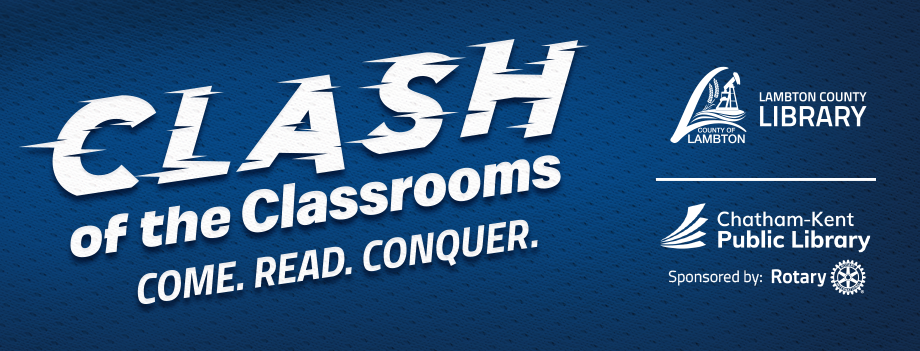 CLASH
of the Classrooms
COME. READ. CONQUER.
COUNTY OF
LAMBTON
LAMBTON COUNTY
LIBRARY
Chatham-Kent
Public Library
Sponsored by: Rotary